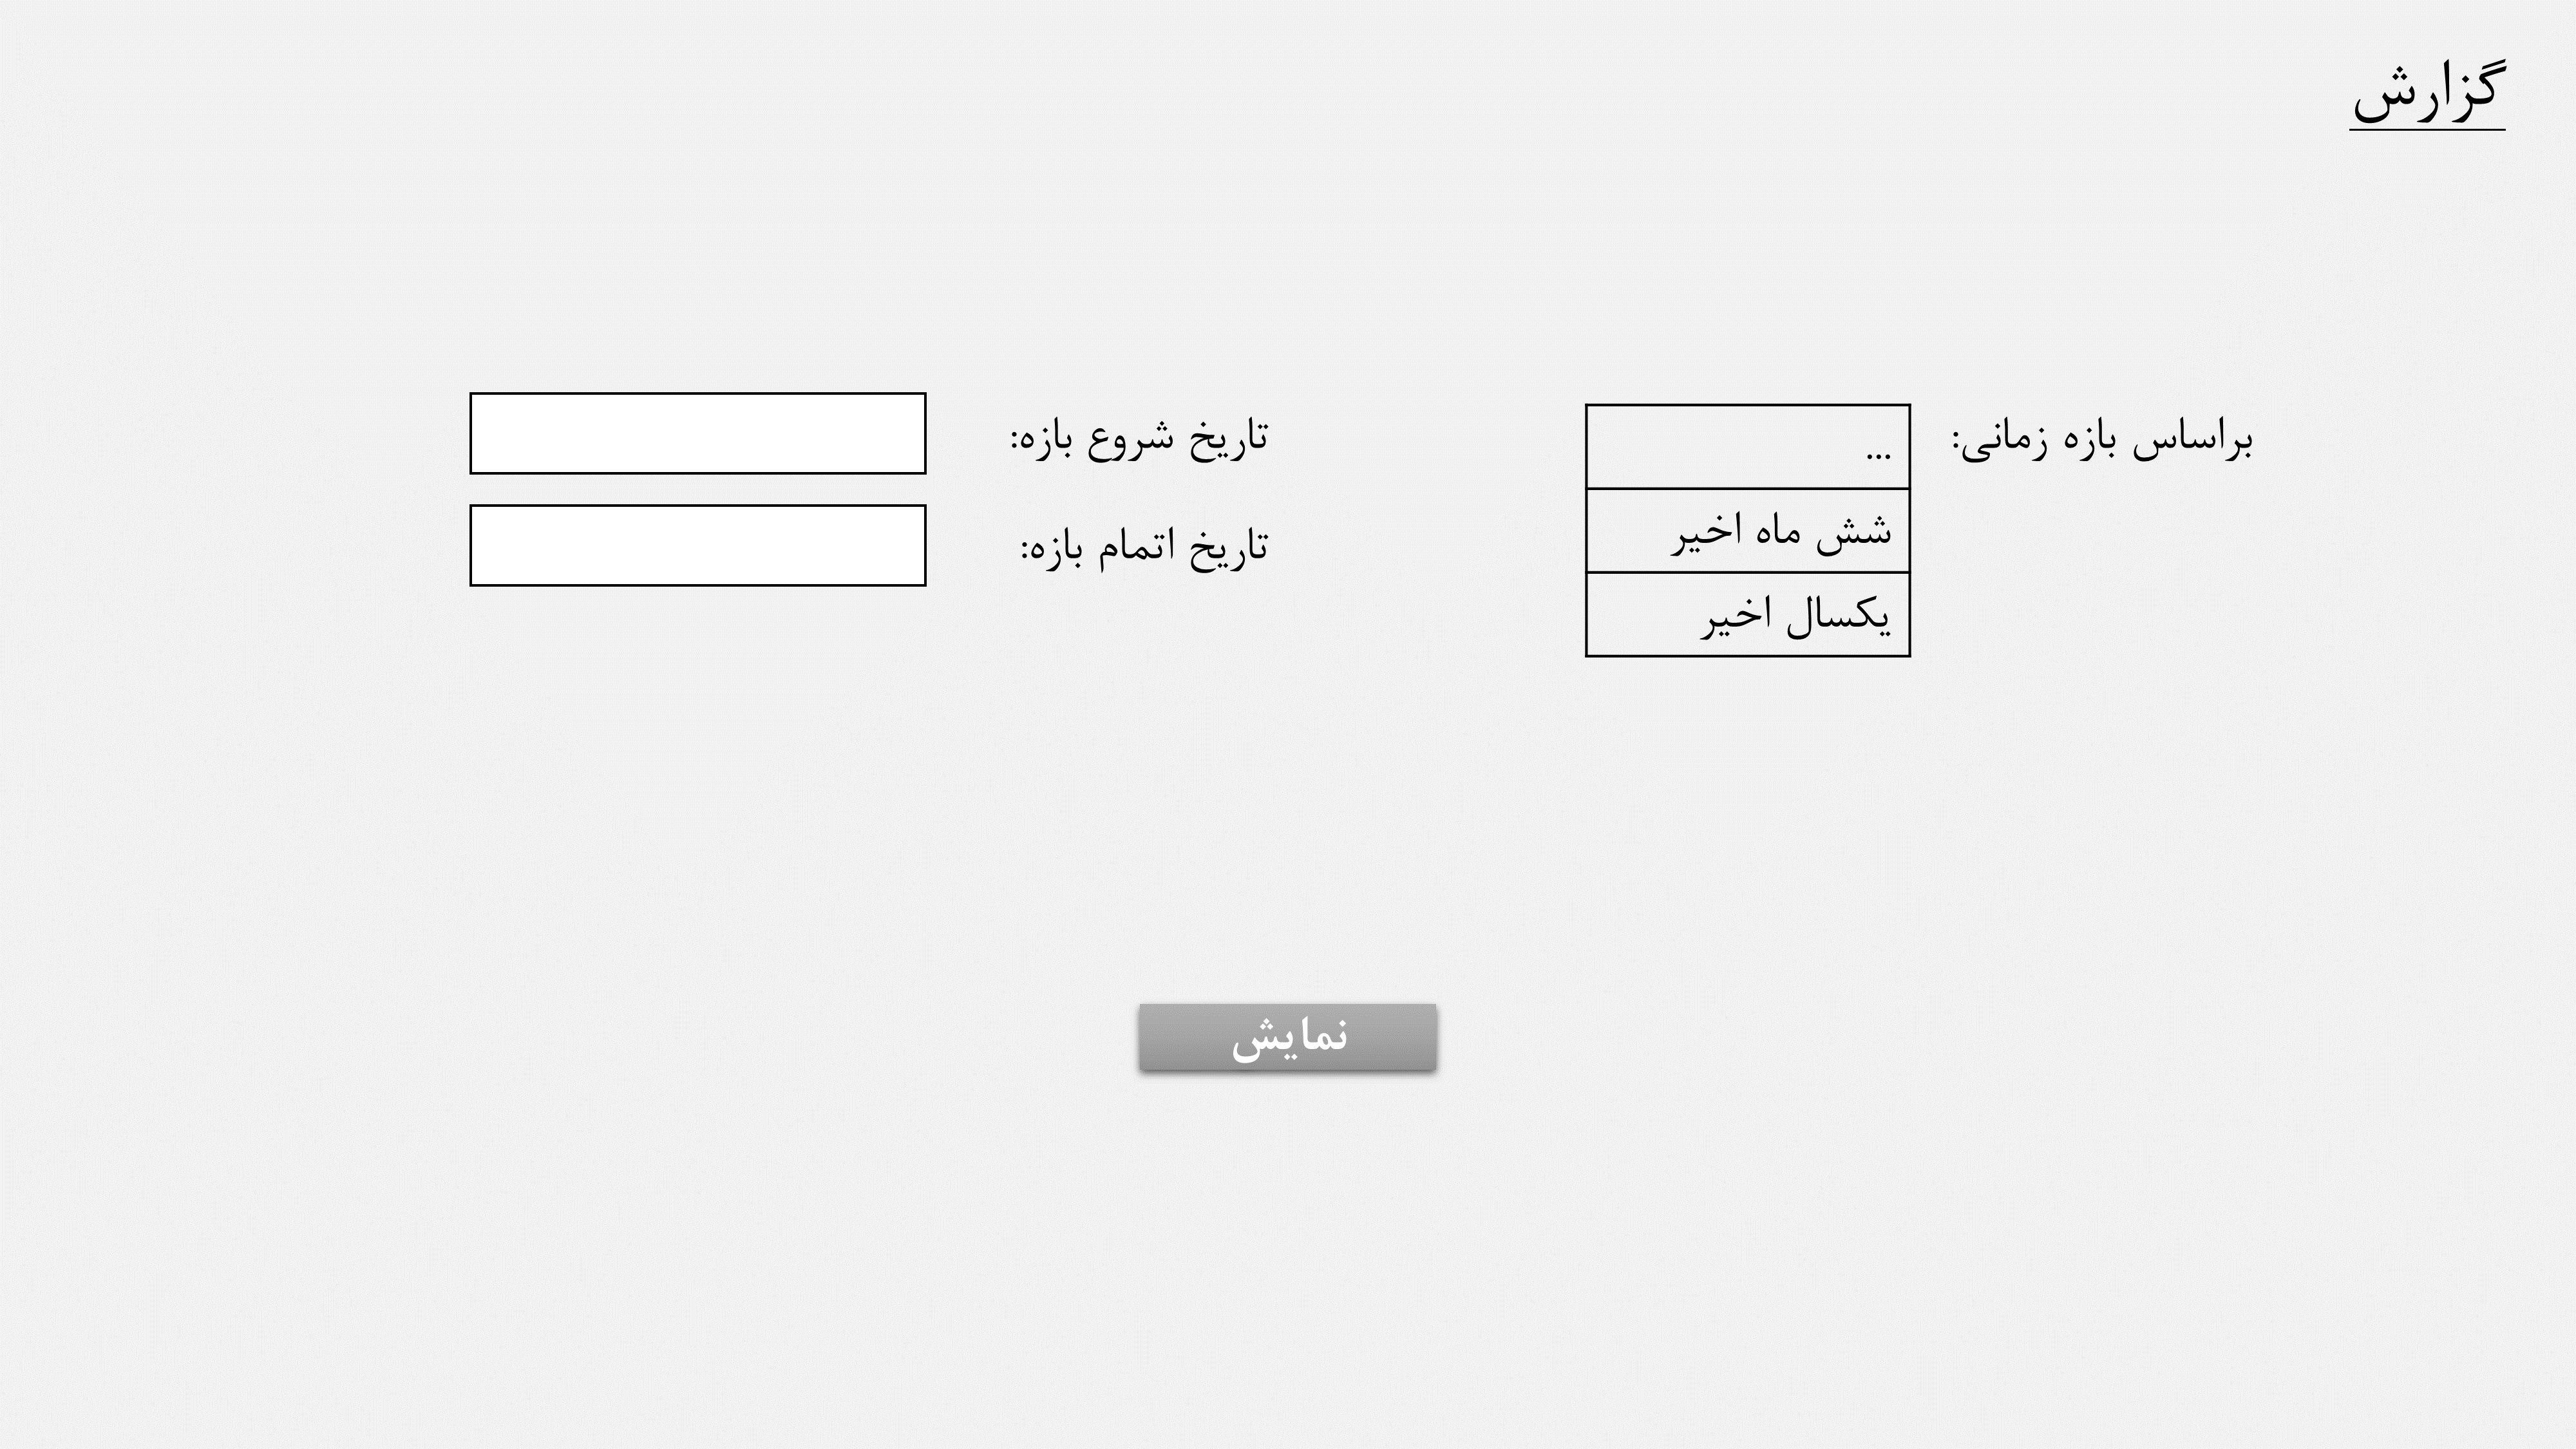 گزارش
براساس بازه زمانی:
...
شش ماه اخیر
یکسال اخیر
تاریخ شروع بازه:
تاریخ اتمام بازه:
نمایش